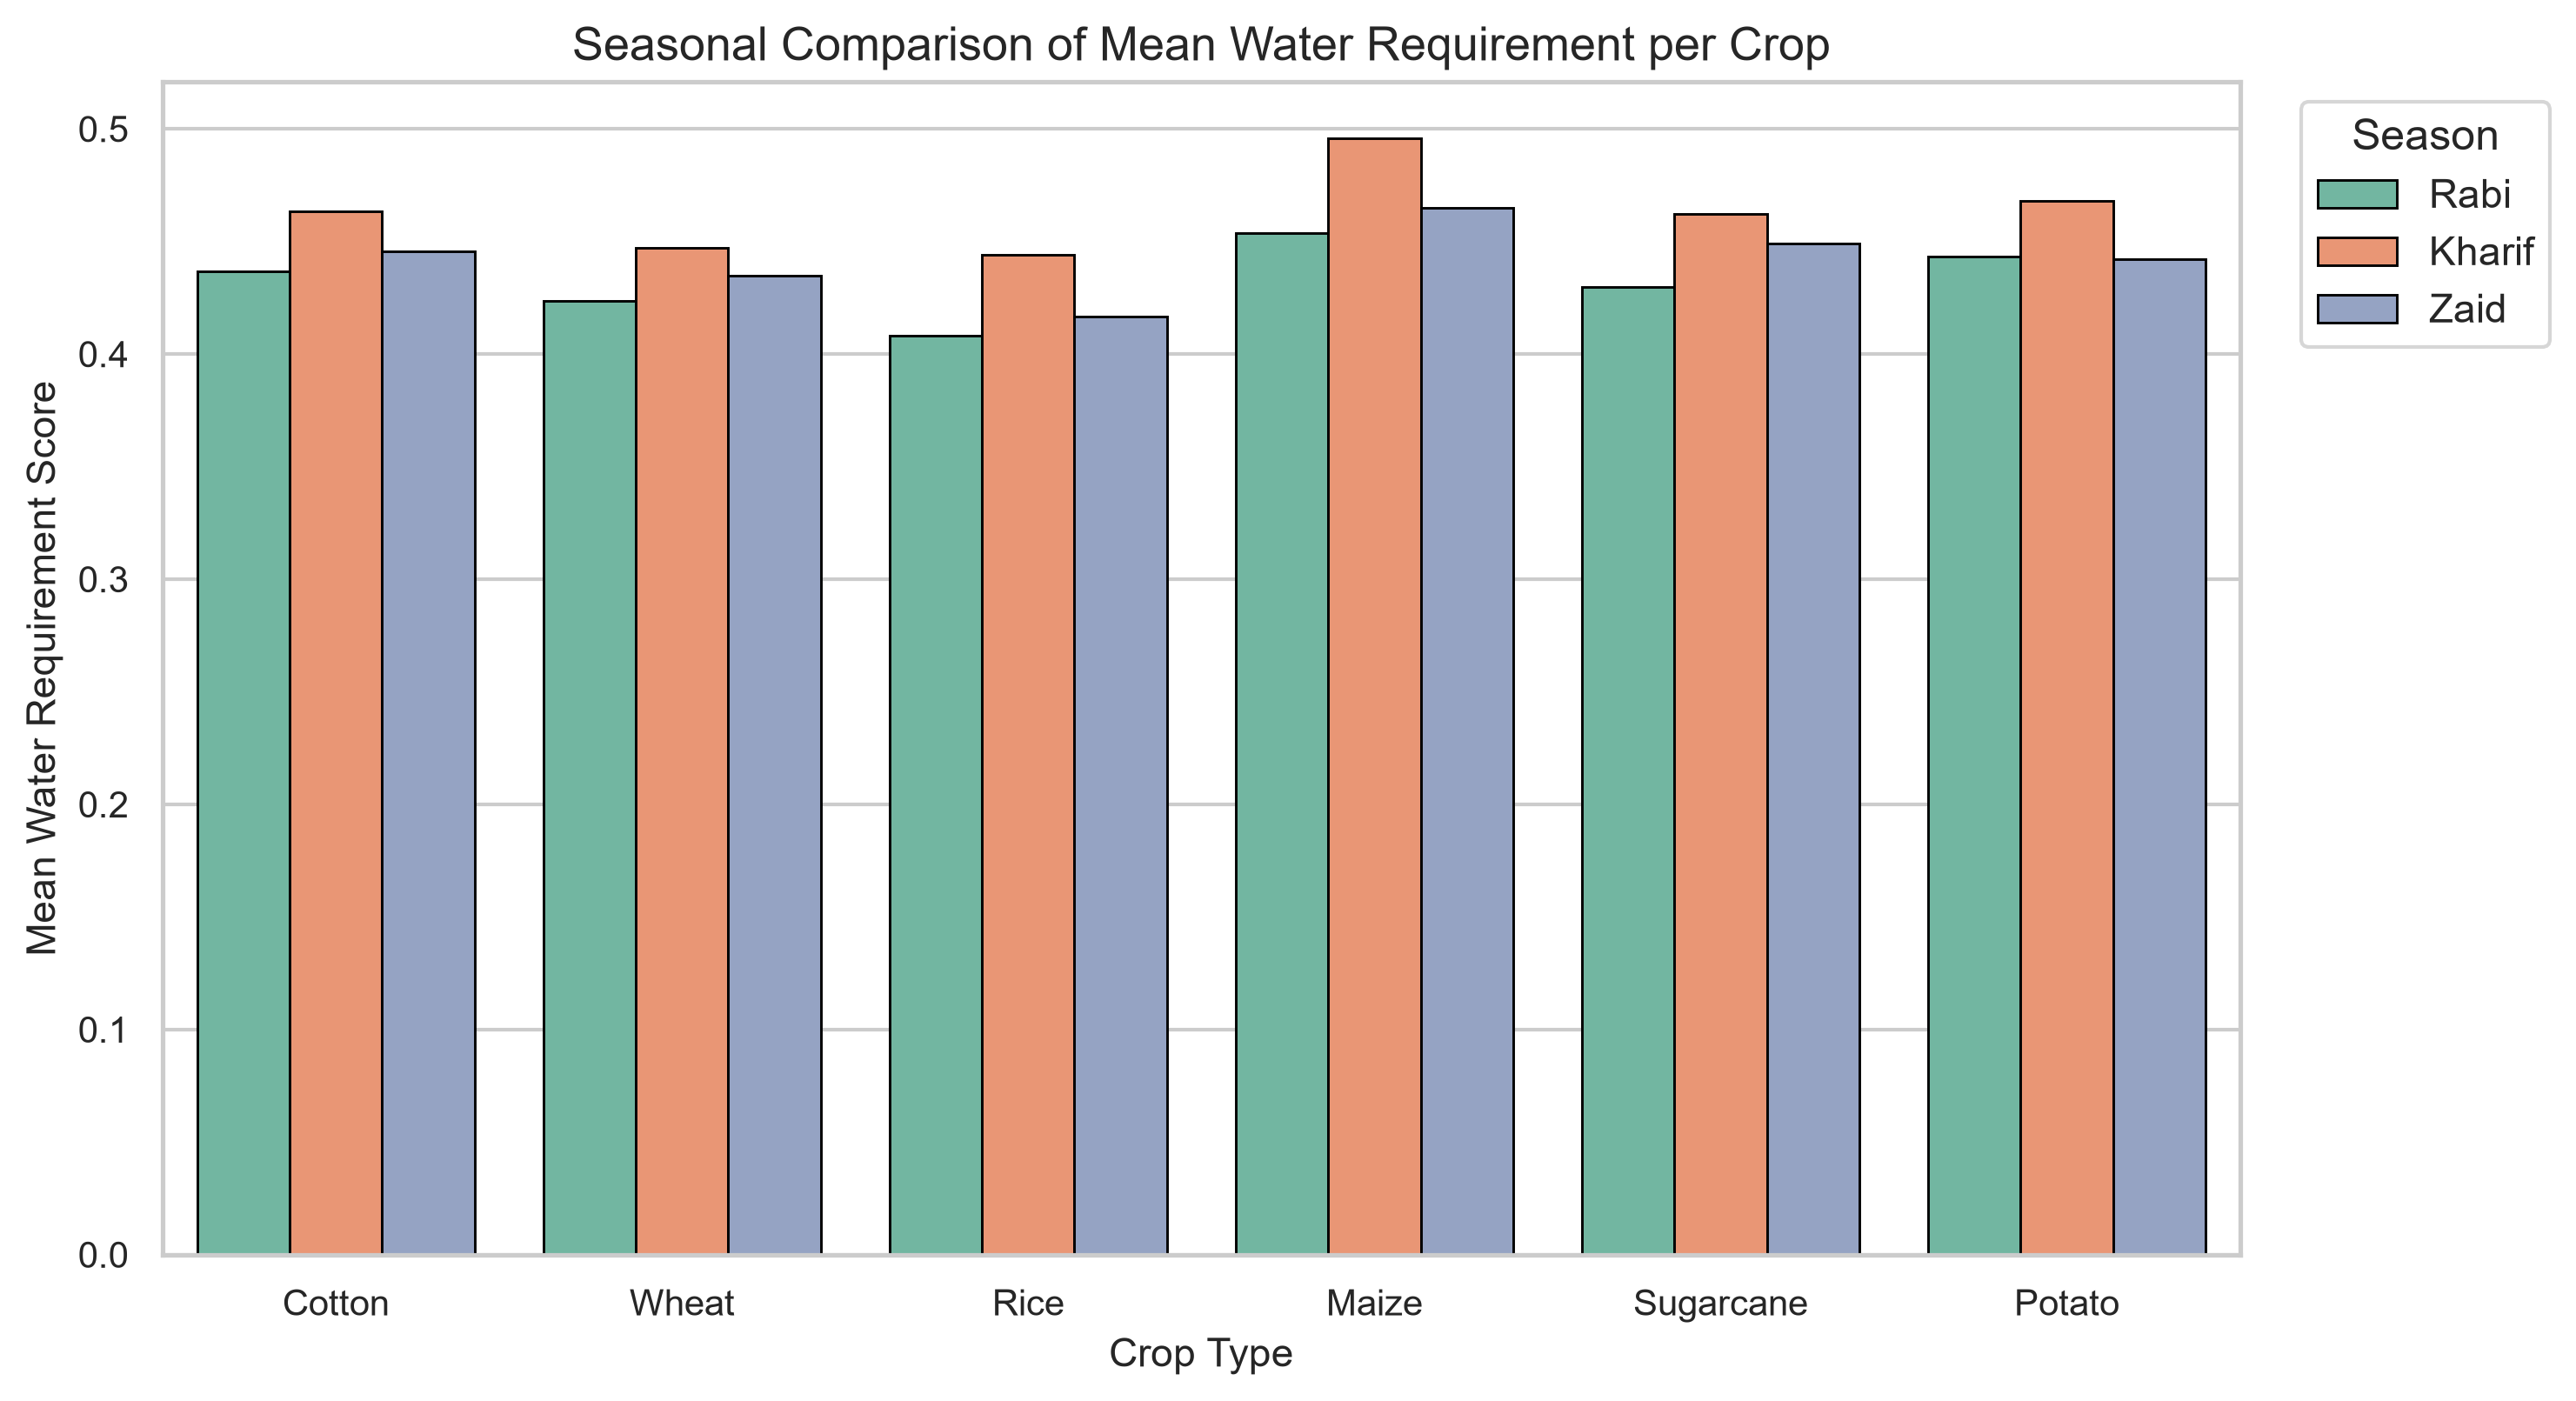 Seasonal Comparison of Mean Water Requirement per Crop
Mean Water Requirement Score
0.5
0.4
0.3
0.2
0.1
0.0
Cotton
Wheat
Rice
Maize
Sugarcane
Potato
Crop Type
Season
Rabi
Kharif
Zaid